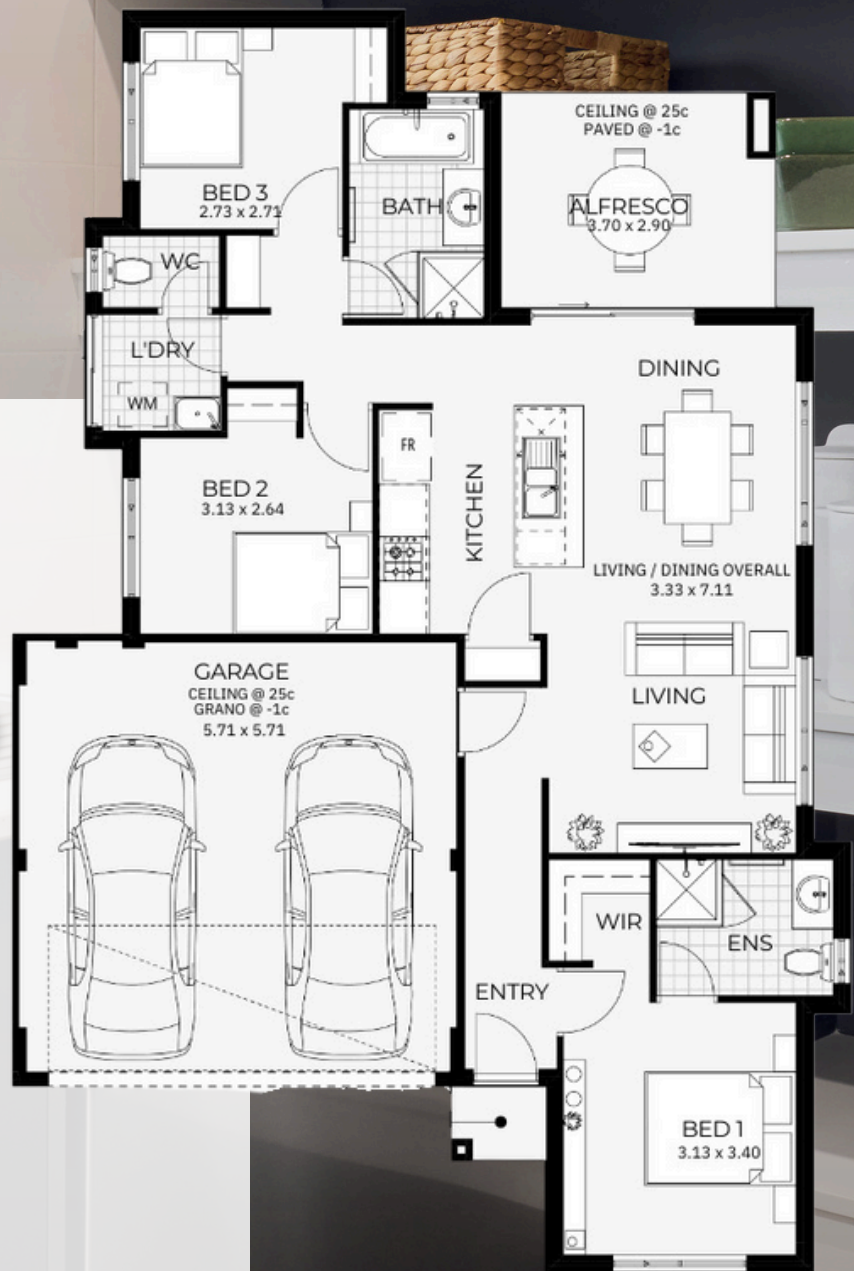 CEILING @ 25c
PAVED @ -1c
BED 3
2.73 x 2.71
BATH
ALFRESCO
3.70 x 2.90
WC
L'DRY
WM
DINING
FR
KITCHEN
BED 2
3.13 x 2.64
LIVING / DINING OVERALL
3.33 x 7.11
GARAGE
CEILING @ 25c
GRANO @ -1c
5.71 x 5.71
LIVING
WIR
ENS
ENTRY
BED 1
3.13 x 3.40